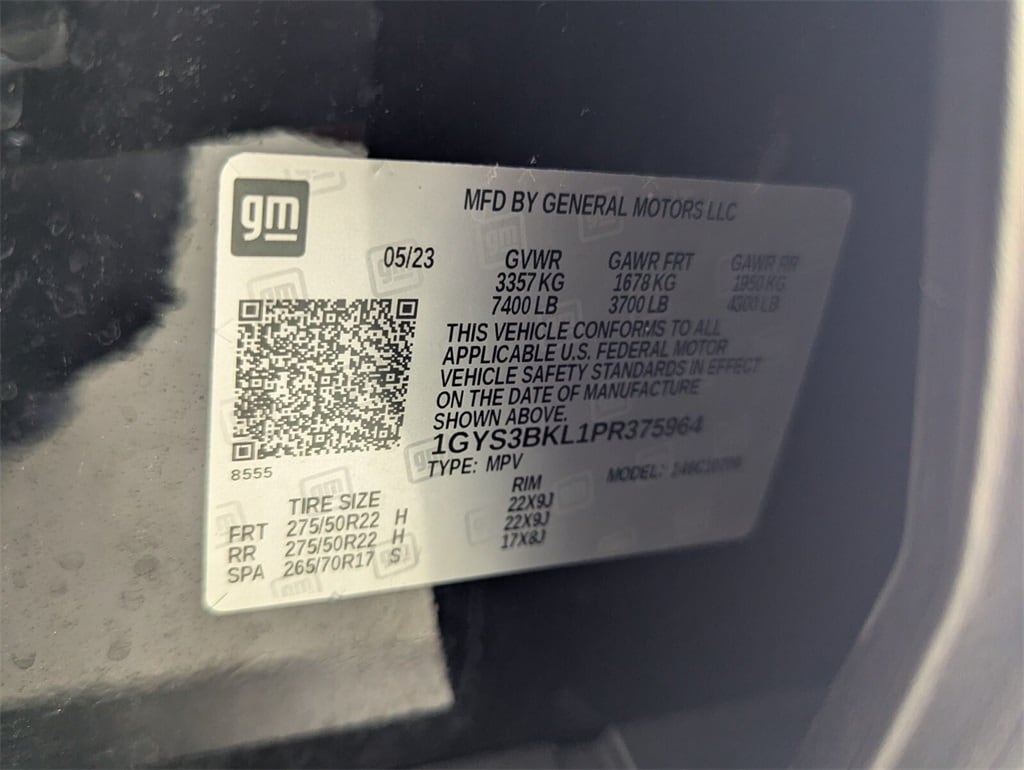 gm
MFD BY GENERAL MOTORS LLC
05/23 GVWR GAWR FRT GAWR RR
3357 KG 1678 KG 1950 KG
7400 LB 3700 LB 4300 LB
THIS VEHICLE CONFORMS TO ALL
APPLICABLE U.S. FEDERAL MOTOR
VEHICLE SAFETY STANDARDS IN EFFECT
ON THE DATE OF MANUFACTURE
SHOWN ABOVE.
1GYS3BKL1PR375964
8555
TYPE: MPV MODEL:
TIRE SIZE RIM
FRT 275/50R22 H 22X9J
RR 275/50R22 H 22X9J
SPA 265/70R17 S 17X8J